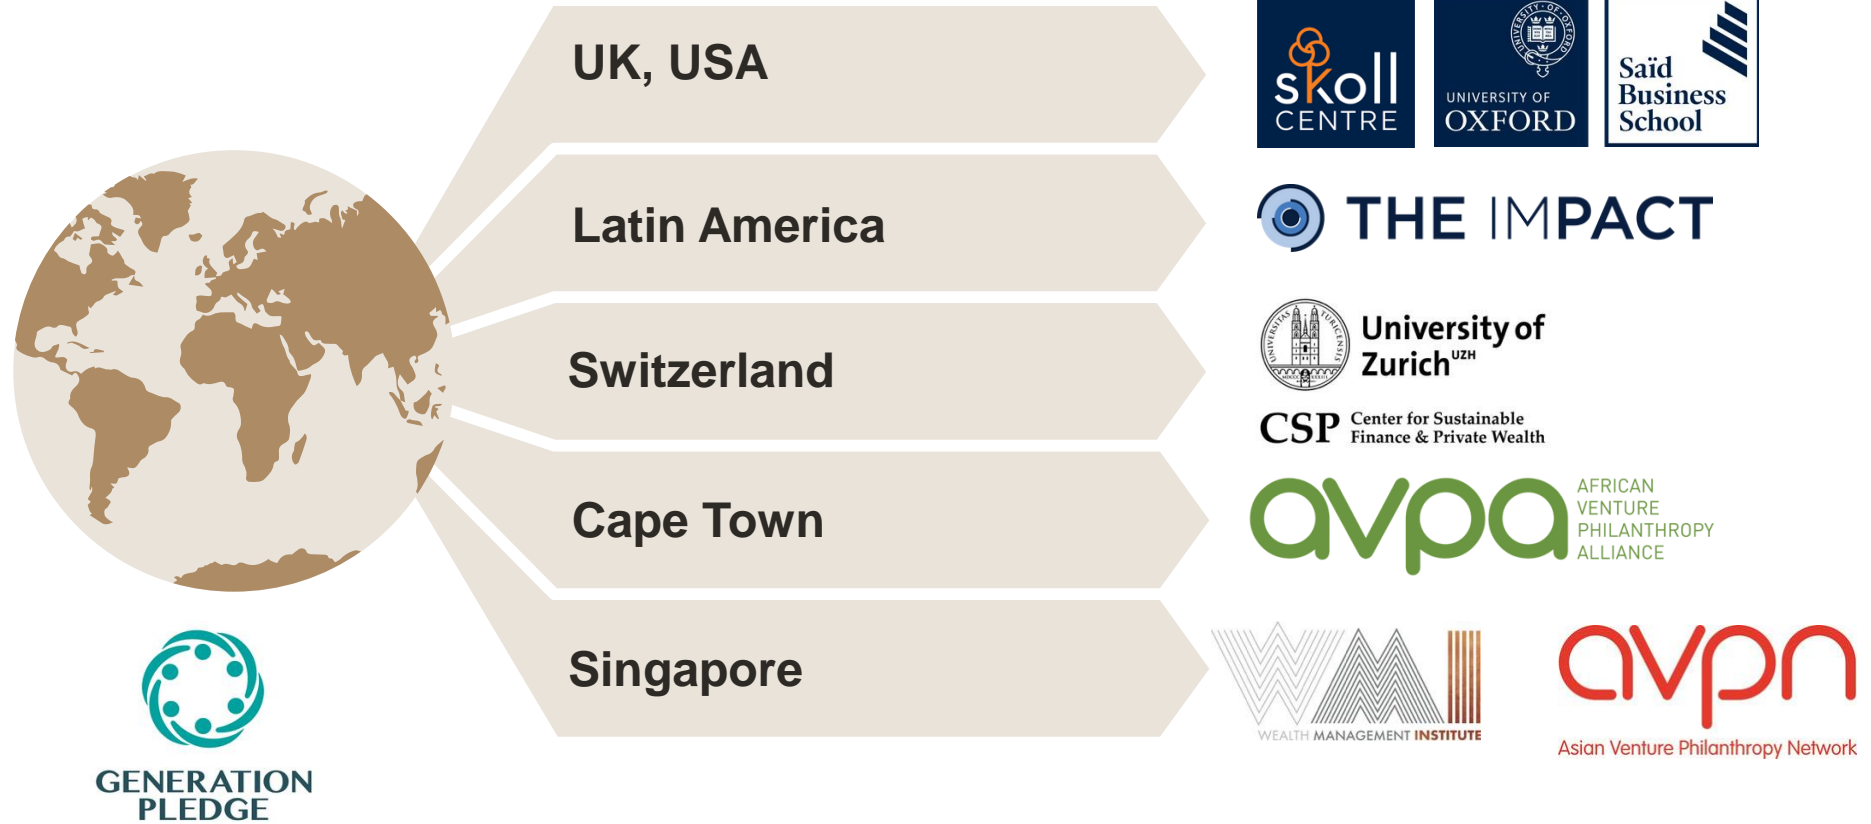 UK, USA
skoll
CENTRE
UNIVERSITY OF
OXFORD
Saïd
Business
School
Latin America
THE IMPACT
Switzerland
University of
Zurich UZH
CSP Center for Sustainable
Finance & Private Wealth
Cape Town
avpa
AFRICAN
VENTURE
PHILANTHROPY
ALLIANCE
Singapore
WMI
WEALTH MANAGEMENT INSTITUTE
avpn
Asian Venture Philanthropy Network
GENERATION
PLEDGE